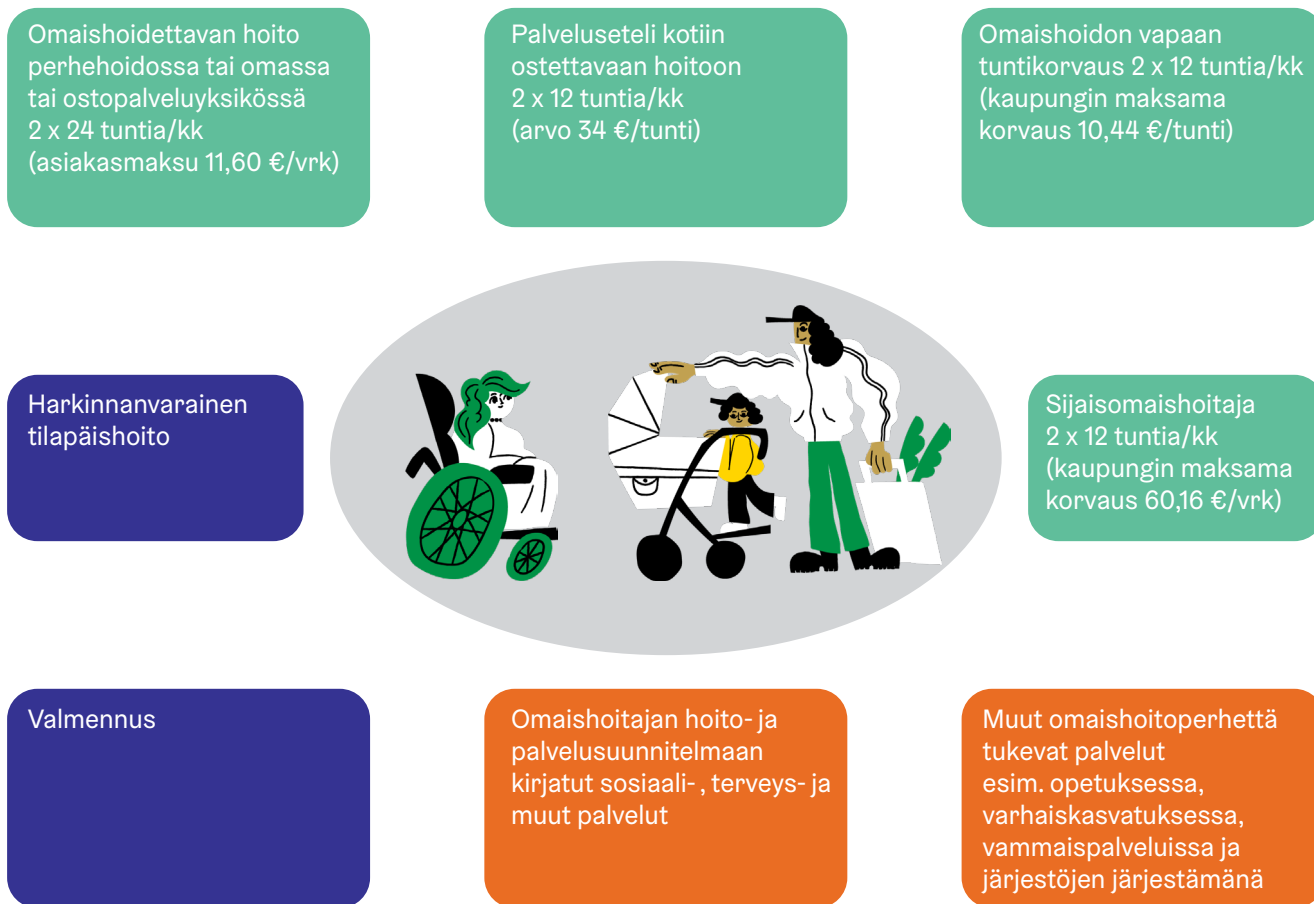 Omaishoidettavan hoito
perhehoidossa tai omassa
tai ostopalveluyksikössä
2 x 24 tuntia/kk
(asiakasmaksu 11,60 €/vrk)
Palveluseteli kotiin
ostettavaan hoitoon
2 x 12 tuntia/kk
(arvo 34 €/tunti)
Omaishoidon vapaan
tuntikorvaus 2 x 12 tuntia/kk
(kaupungin maksama
korvaus 10,44 €/tunti)
Harkinnanvarainen
tilapäishoito
Sijaisomaishoitaja
2 x 12 tuntia/kk
(kaupungin maksama
korvaus 60,16 €/vrk)
Valmennus
Omaishoitajan hoito- ja
palvelusuunnitelmaan
kirjatut sosiaali- , terveys- ja
muut palvelut
Muut omaishoitoperhettä
tukevat palvelut
esim. opetuksessa,
varhaiskasvatuksessa,
vammaispalveluissa ja
järjestöjen järjestämänä